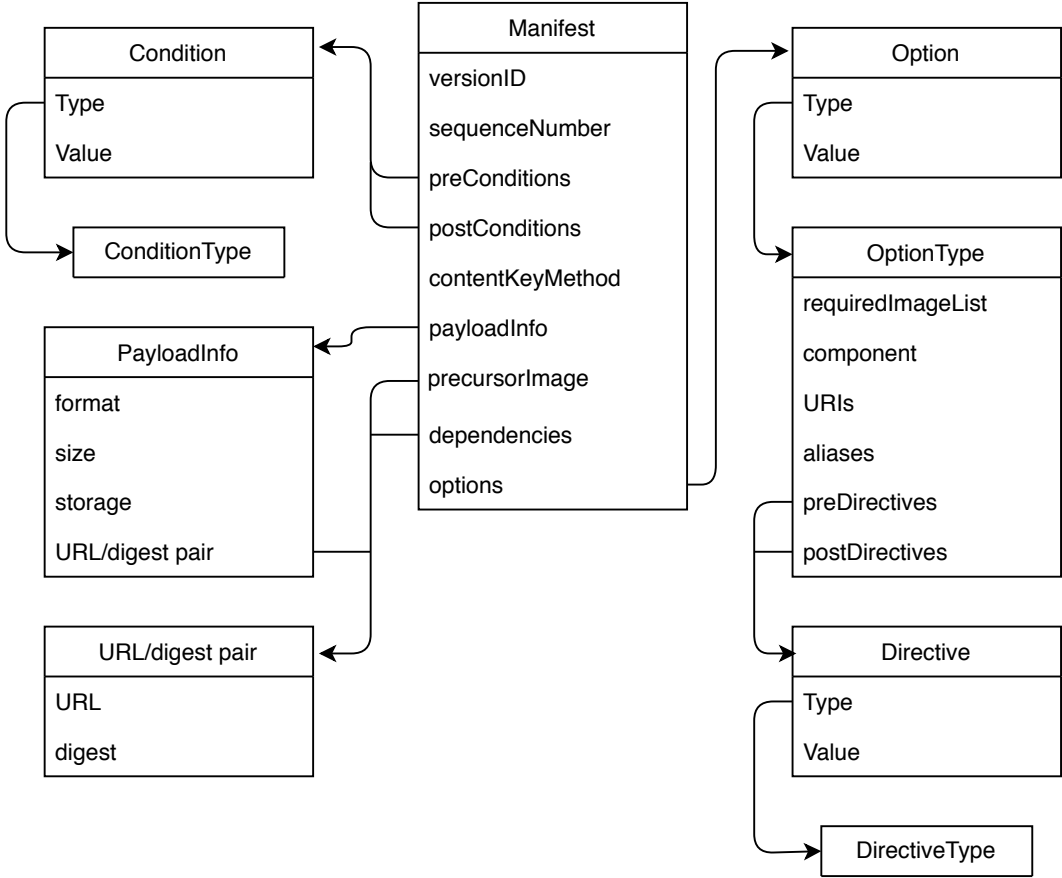 Condition
Type
Value
ConditionType
PayloadInfo
format
size
storage
URL/digest pair
URL/digest pair
URL
digest
Manifest
versionID
sequenceNumber
preConditions
postConditions
contentKeyMethod
payloadInfo
precursorImage
dependencies
options
Option
Type
Value
OptionType
requiredImageList
component
URIs
aliases
preDirectives
postDirectives
Directive
Type
Value
DirectiveType